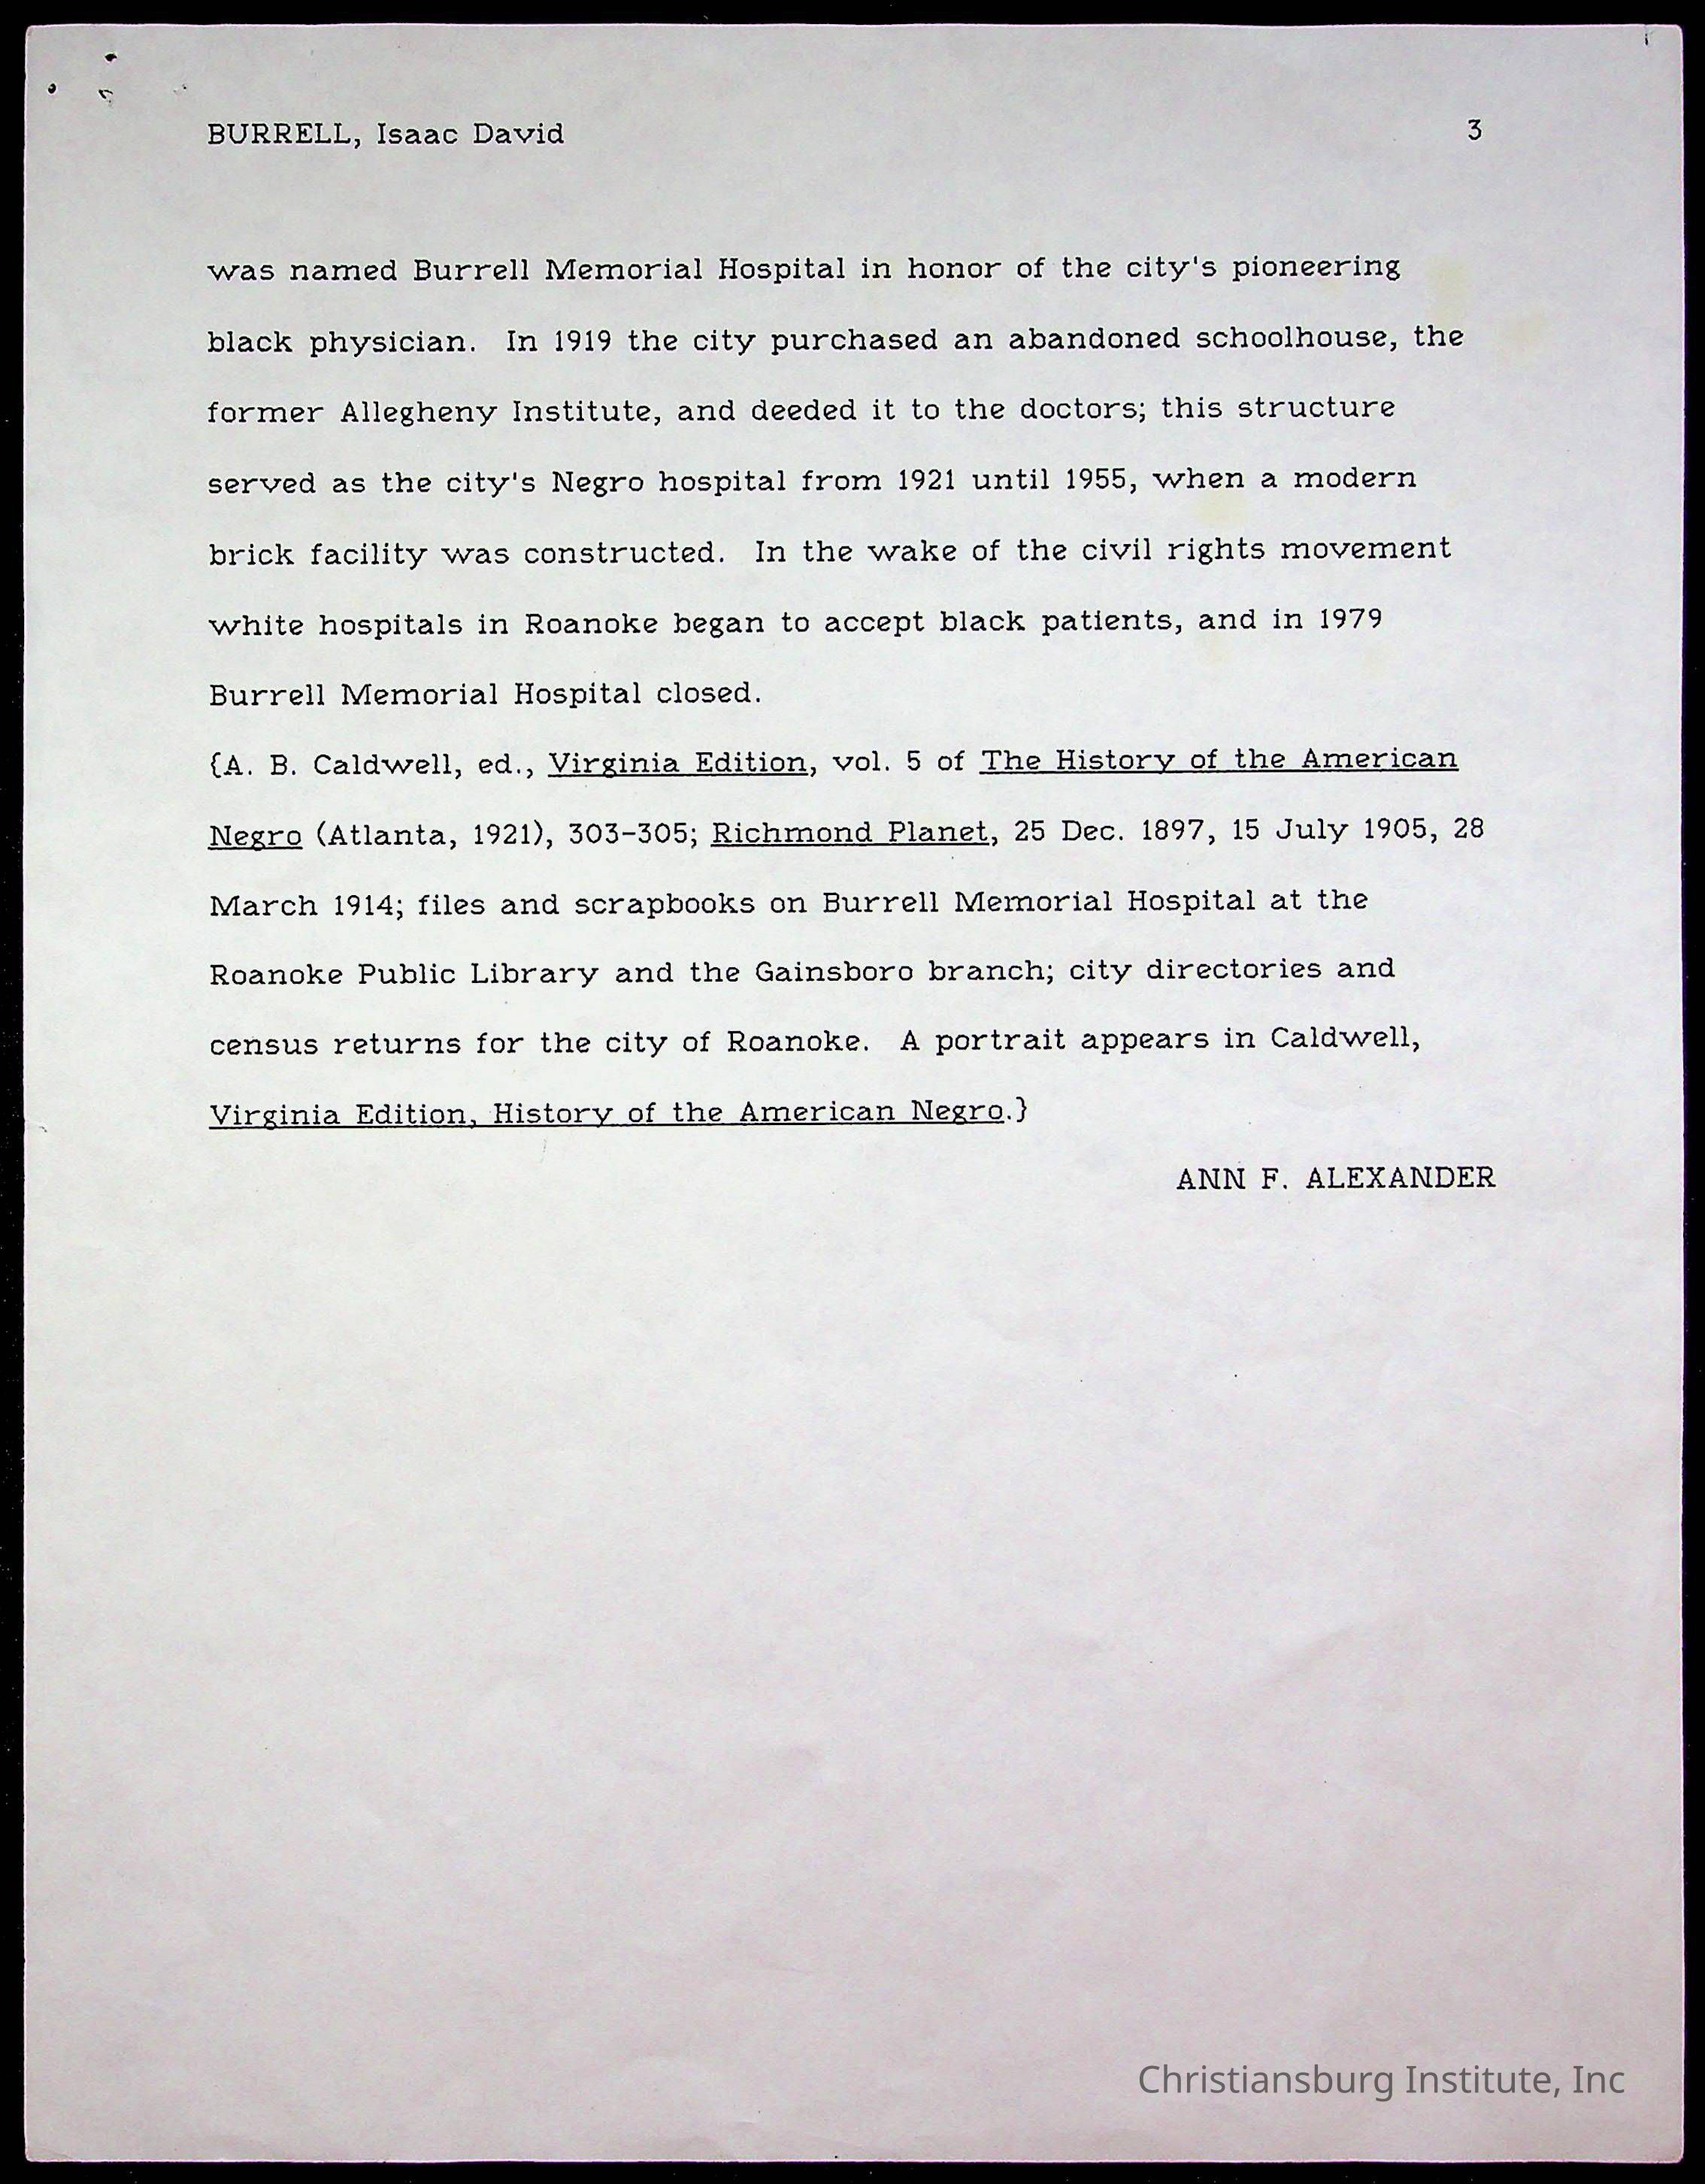 BURRELL, Isaac David 3
was named Burrell Memorial Hospital in honor of the city's pioneering
black physician. In 1919 the city purchased an abandoned schoolhouse, the
former Allegheny Institute, and deeded it to the doctors; this structure
served as the city's Negro hospital from 1921 until 1955, when a modern
brick facility was constructed. In the wake of the civil rights movement
white hospitals in Roanoke began to accept black patients, and in 1979
Burrell Memorial Hospital closed.
{A. B. Caldwell, ed., Virginia Edition, vol. 5 of The History of the American
Negro (Atlanta, 1921), 303-305; Richmond Planet, 25 Dec. 1897, 15 July 1905, 28
March 1914; files and scrapbooks on Burrell Memorial Hospital at the
Roanoke Public Library and the Gainsboro branch; city directories and
census returns for the city of Roanoke. A portrait appears in Caldwell,
Virginia Edition, History of the American Negro.}
ANN F. ALEXANDER
Christiansburg Institute, Inc